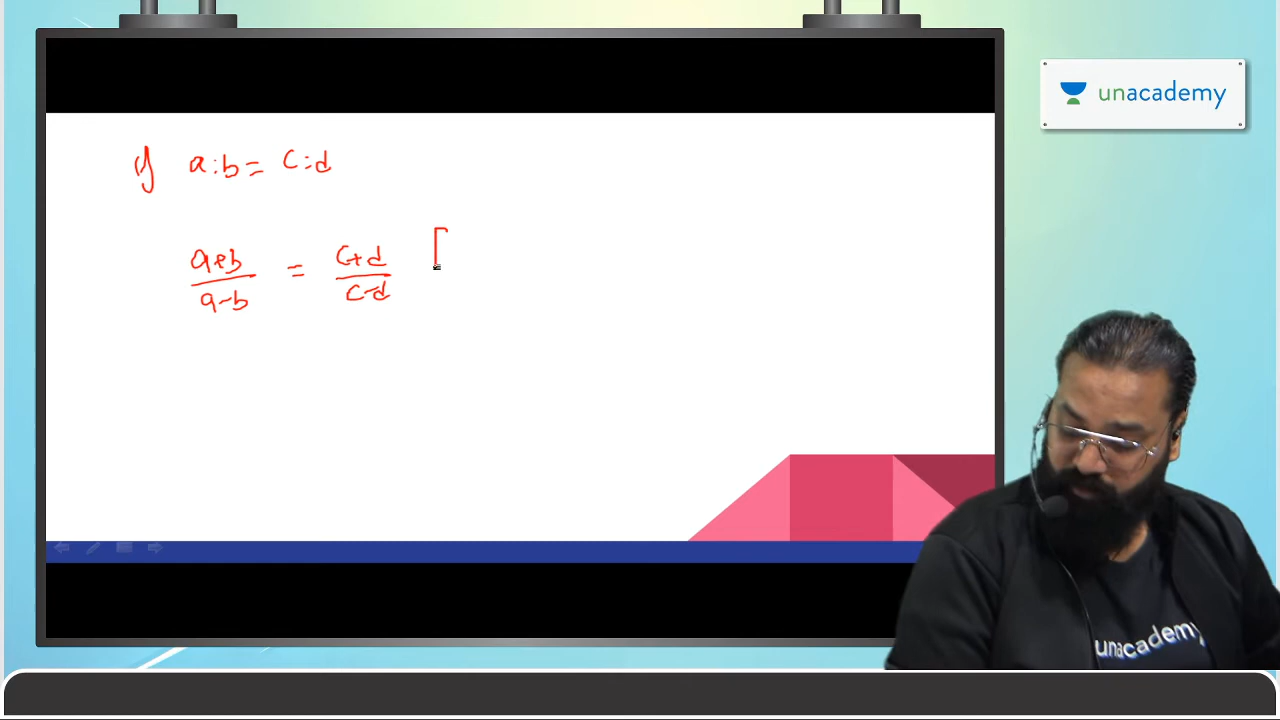 unacademy
If a:b = c:d
a+b / a-b = c+d / c-d [
unacademy